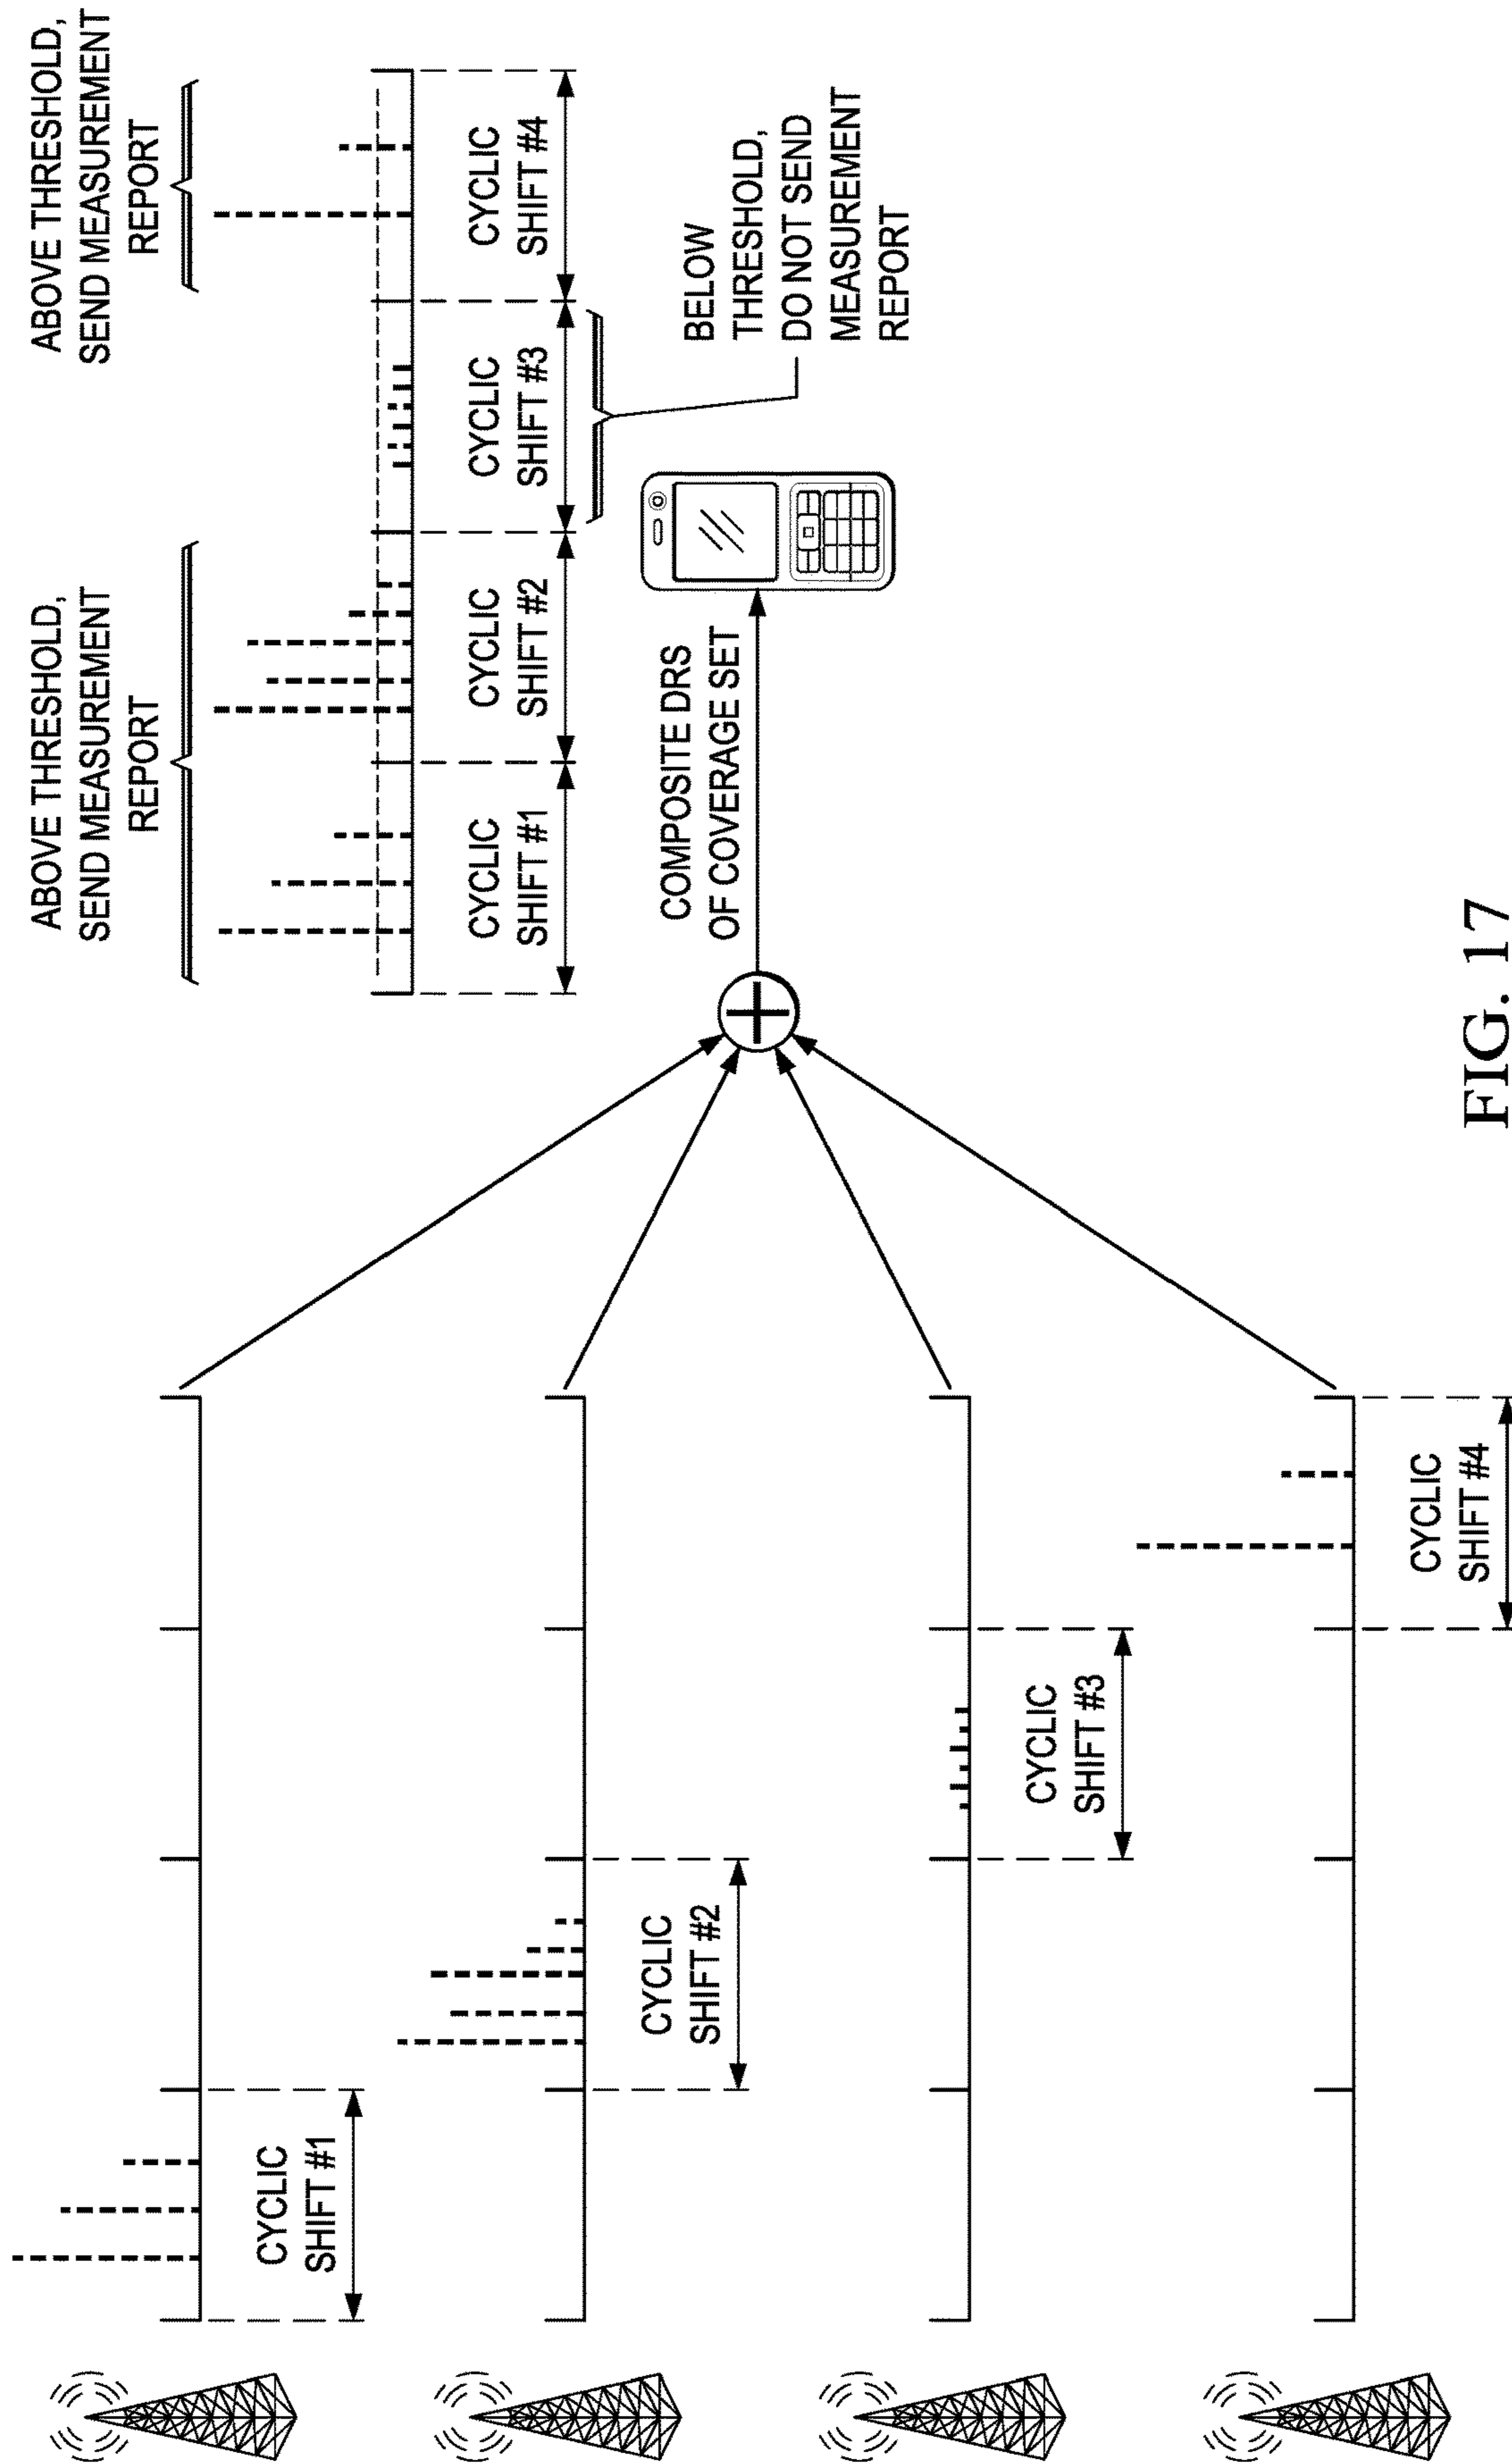 CYCLIC
SHIFT #1
CYCLIC
SHIFT #2
CYCLIC
SHIFT #3
CYCLIC
SHIFT #4
ABOVE THRESHOLD,
SEND MEASUREMENT
REPORT
ABOVE THRESHOLD,
SEND MEASUREMENT
REPORT
CYCLIC
SHIFT #1
CYCLIC
SHIFT #2
CYCLIC
SHIFT #3
CYCLIC
SHIFT #4
COMPOSITE DRS
OF COVERAGE SET
BELOW
THRESHOLD,
DO NOT SEND
MEASUREMENT
REPORT
FIG. 17